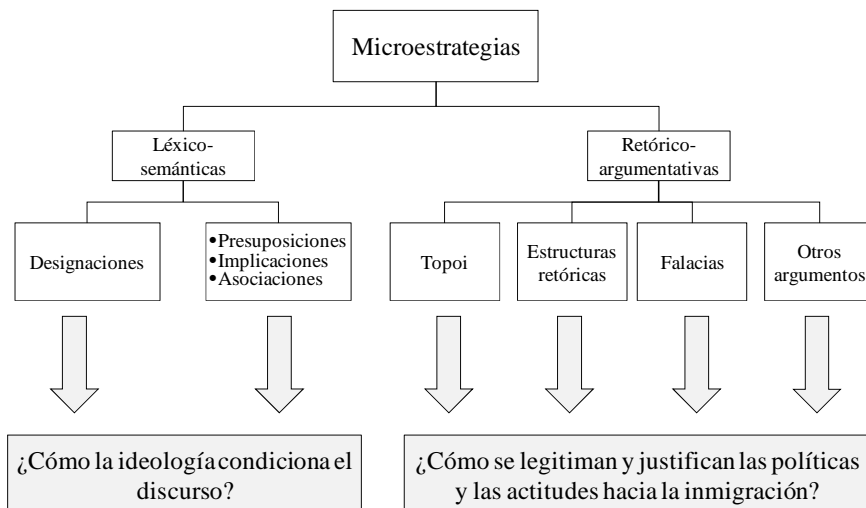 Microestrategias
Léxico-
semánticas
Retórico-
argumentativas
Designaciones
•Presuposiciones
•Implicaciones
•Asociaciones
Topoi
Estructuras
retóricas
Falacias
Otros
argumentos
¿Cómo la ideología condiciona el
discurso?
¿Cómo se legitiman y justifican las políticas
y las actitudes hacia la inmigración?